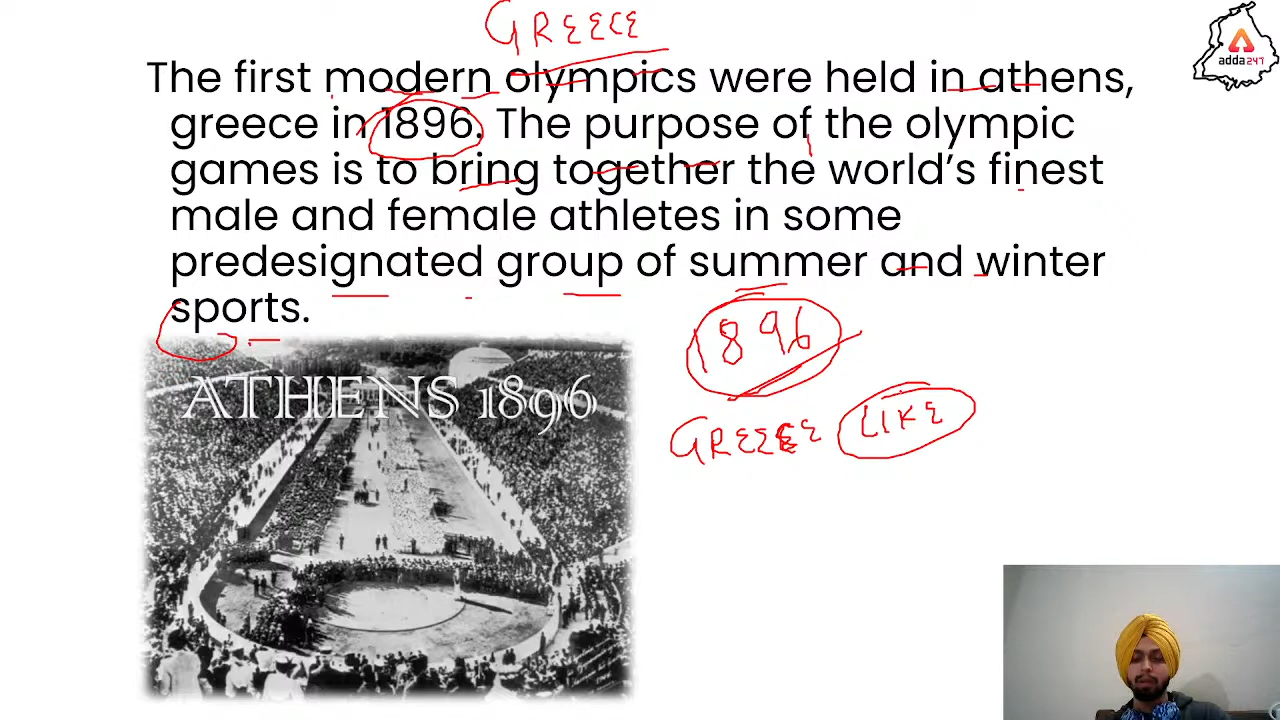 GREECE
adda247
The first modern olympics were held in athens,
greece in 1896. The purpose of the olympic
games is to bring together the world's finest
male and female athletes in some
predesignated group of summer and winter
sports.
1896
ATHENS 1896
GREECE LIKE